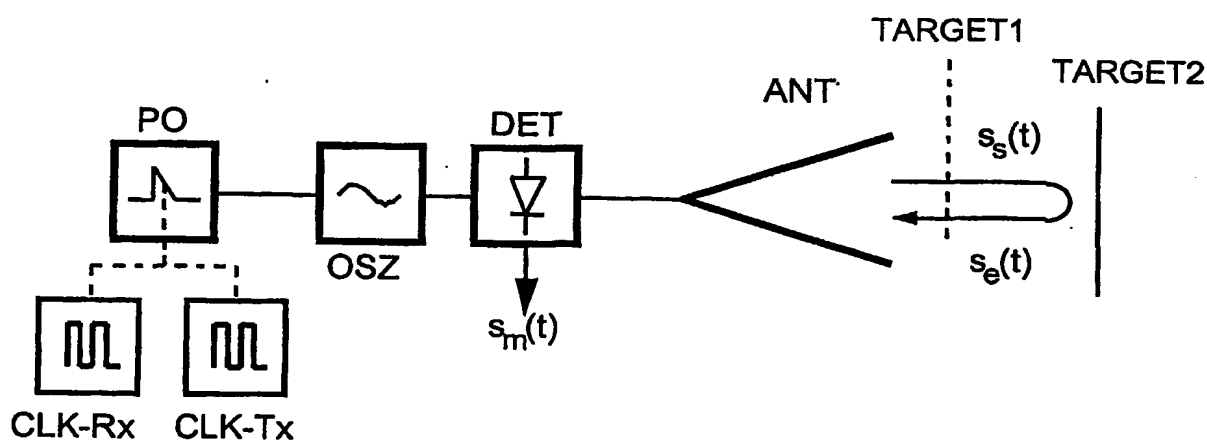 TARGET1
TARGET2
ANT
PO
DET
OSZ
s_s(t)
s_e(t)
s_m(t)
CLK-Rx
CLK-Tx